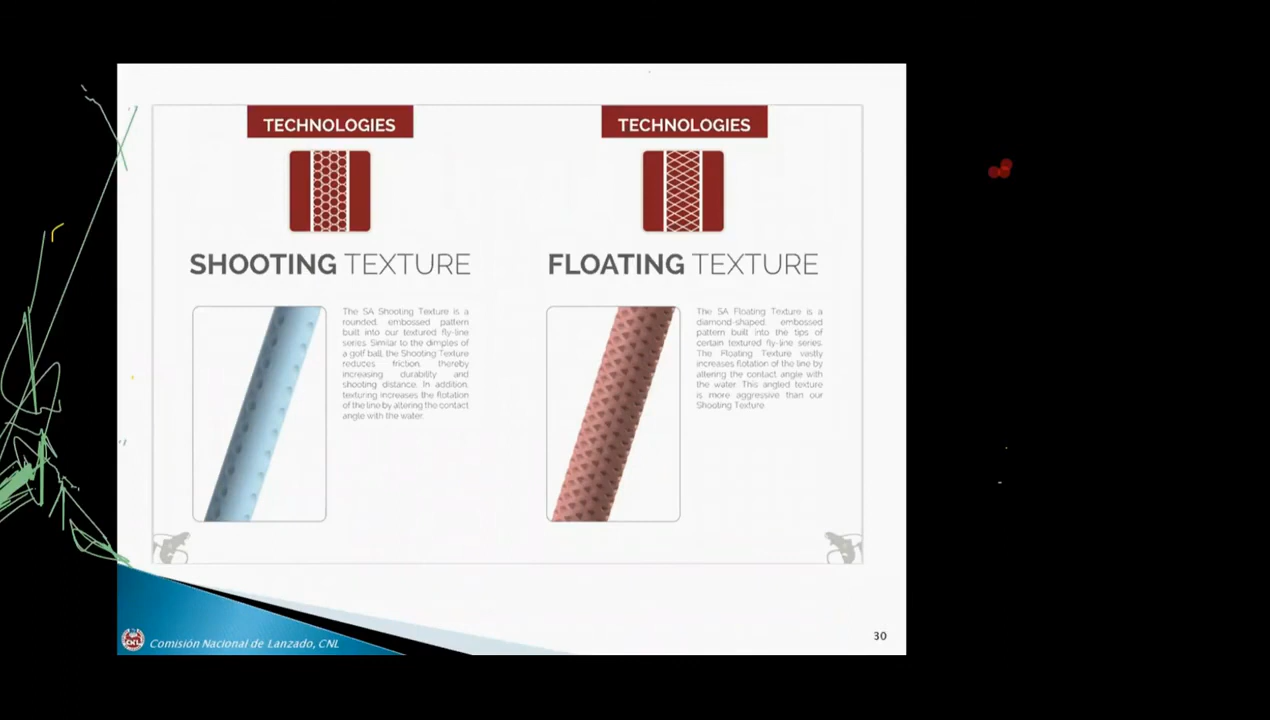 TECHNOLOGIES
SHOOTING TEXTURE
The SA Shooting Texture is a
rounded, embossed pattern
built into our textured fly-line
series. Similar to the dimples of
a golf ball, the Shooting Texture
reduces friction, thereby
increasing durability and
shooting distance. In addition,
texturing increases the flotation
of the line by altering the contact
angle with the water.
TECHNOLOGIES
FLOATING TEXTURE
The SA Floating Texture is a
diamond-shaped, embossed
pattern built into the tips of
certain textured fly-line series.
The Floating Texture vastly
increases flotation of the line by
altering the contact angle with
the water. This angled texture
is more aggressive than our
Shooting Texture
CNL
Comisión Nacional de Lanzado, CNL
30